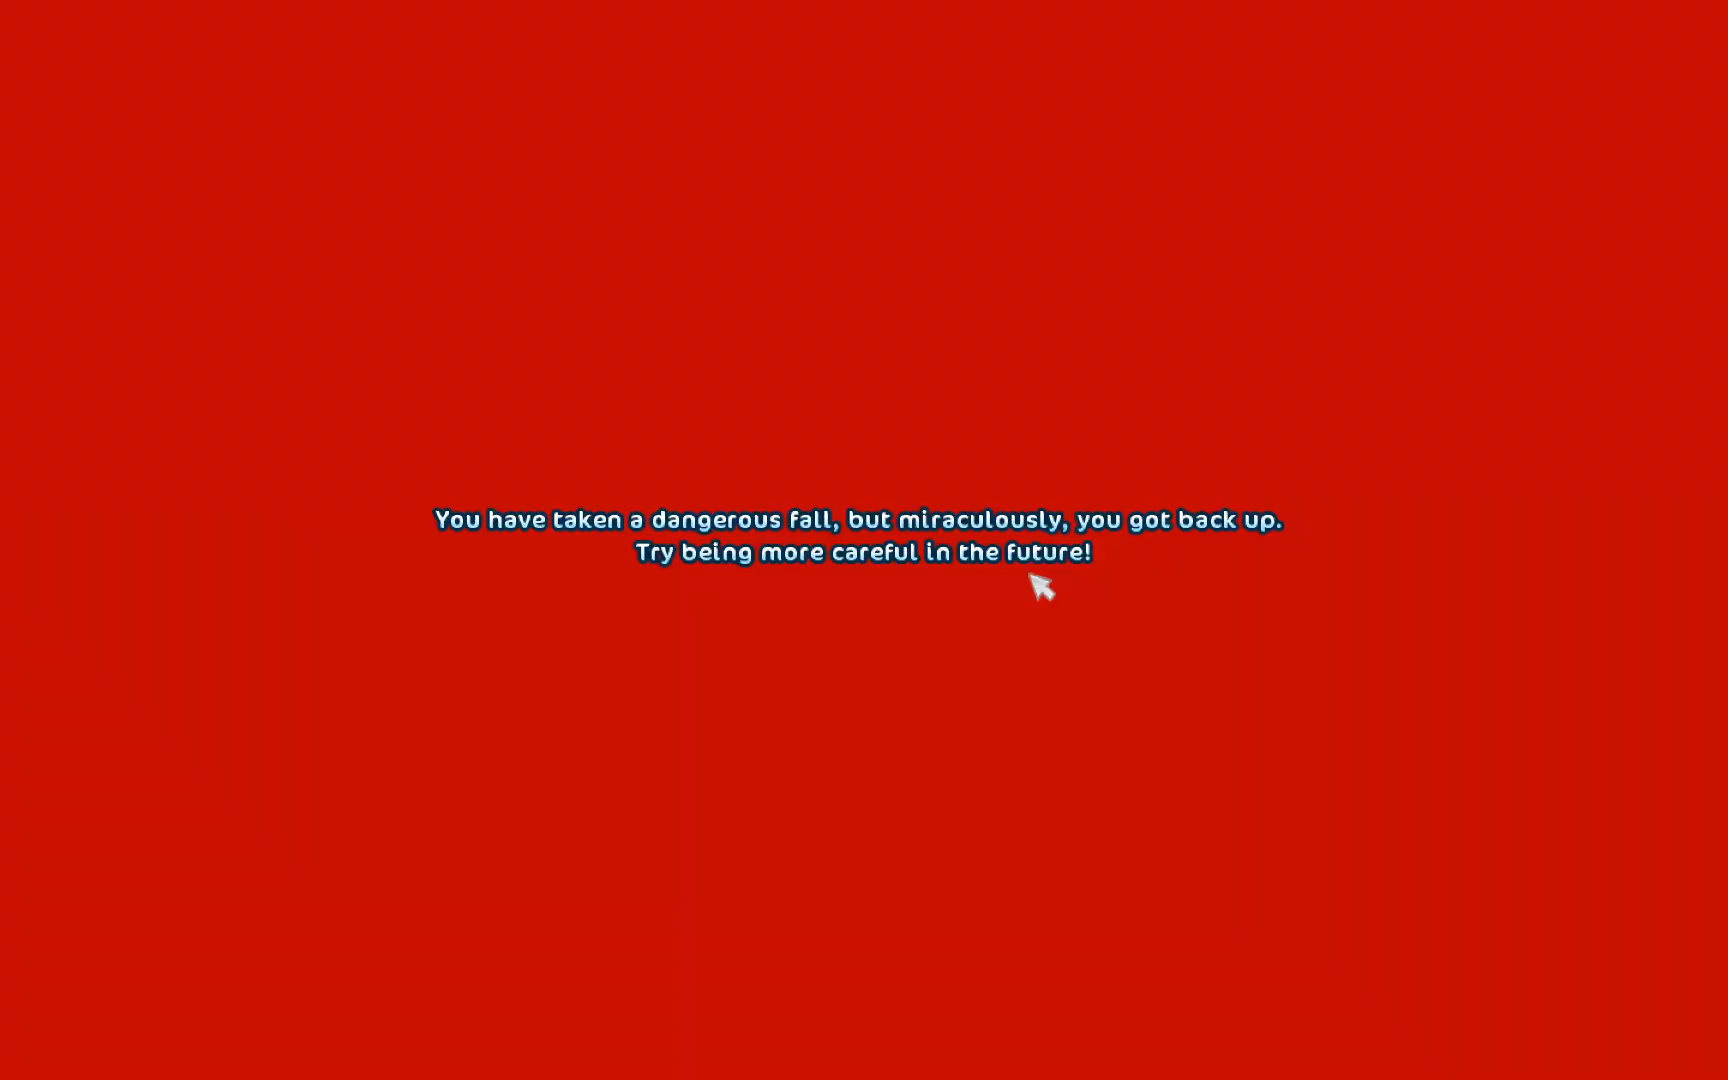 You have taken a dangerous fall, but miraculously, you got back up.
Try being more careful in the future!